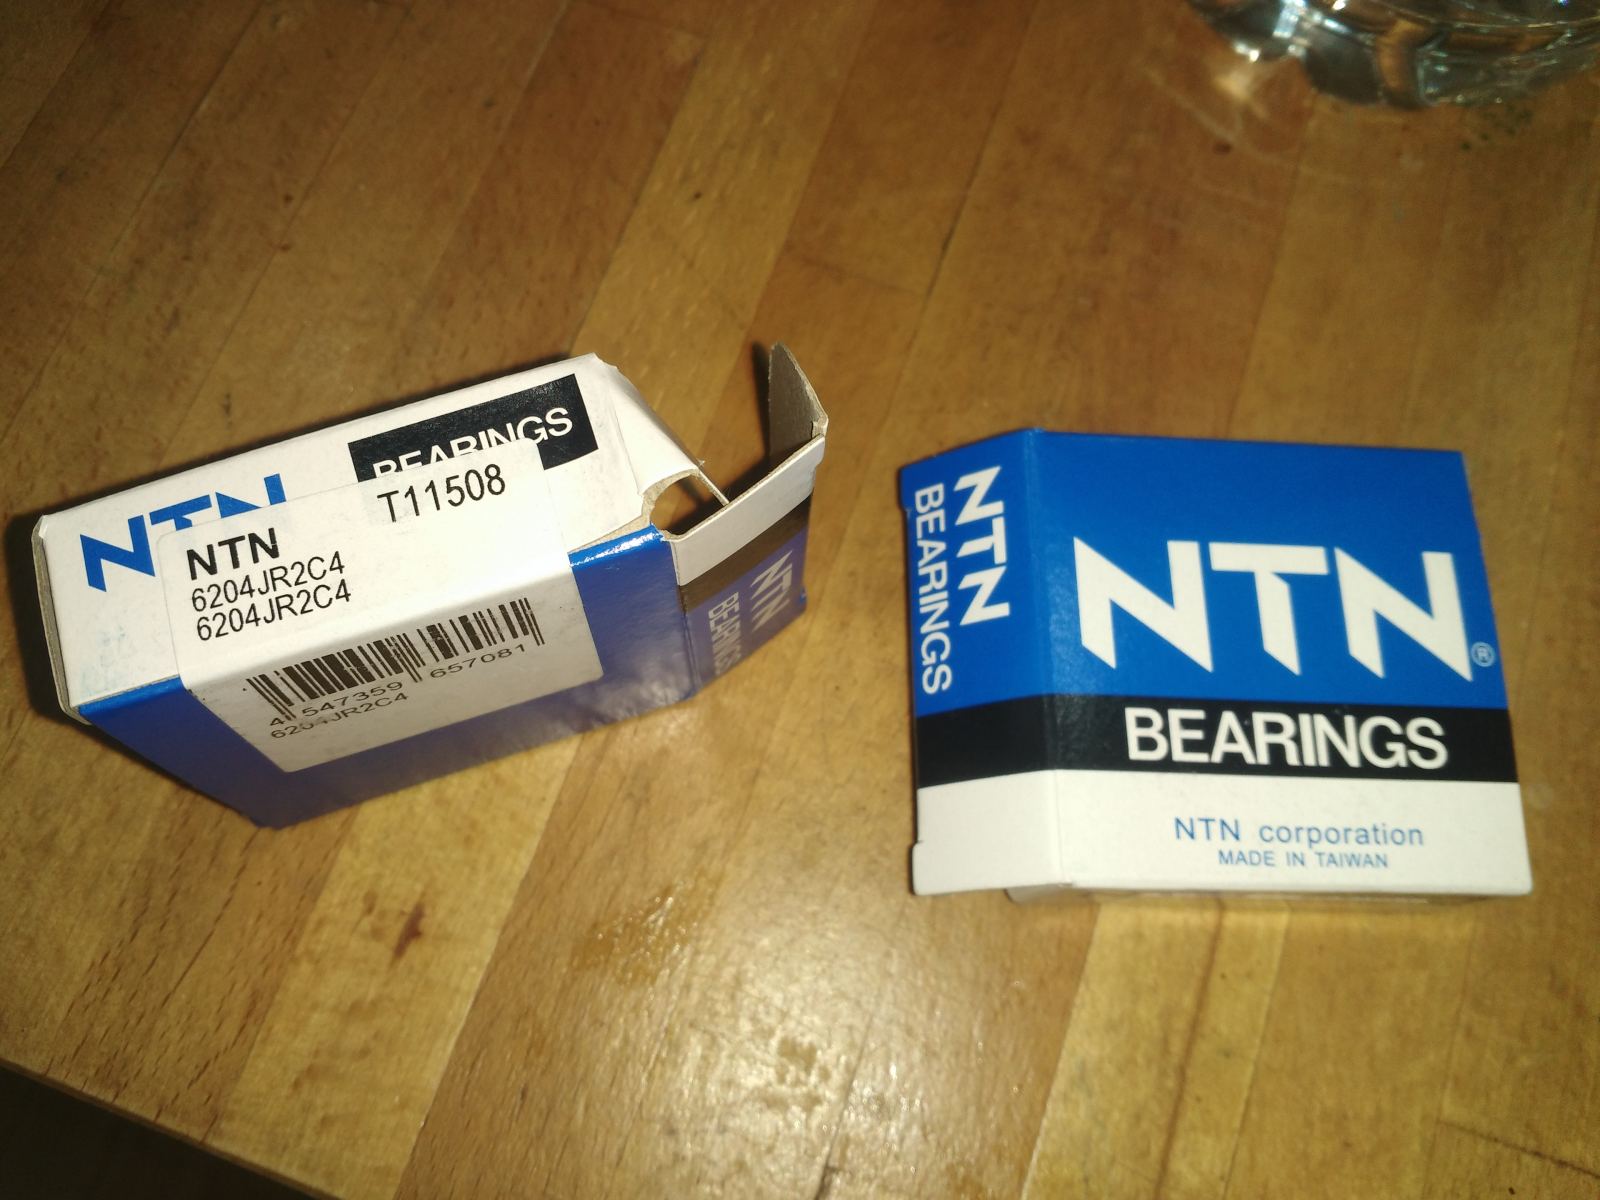 NTN
BEARINGS
T11508
NTN
6204JR2C4
6204JR2C4
4 547359 657081
6204JR2C4
NTN
BEARINGS
NTN
BEARINGS
NTN®
BEARINGS
NTN corporation
MADE IN TAIWAN